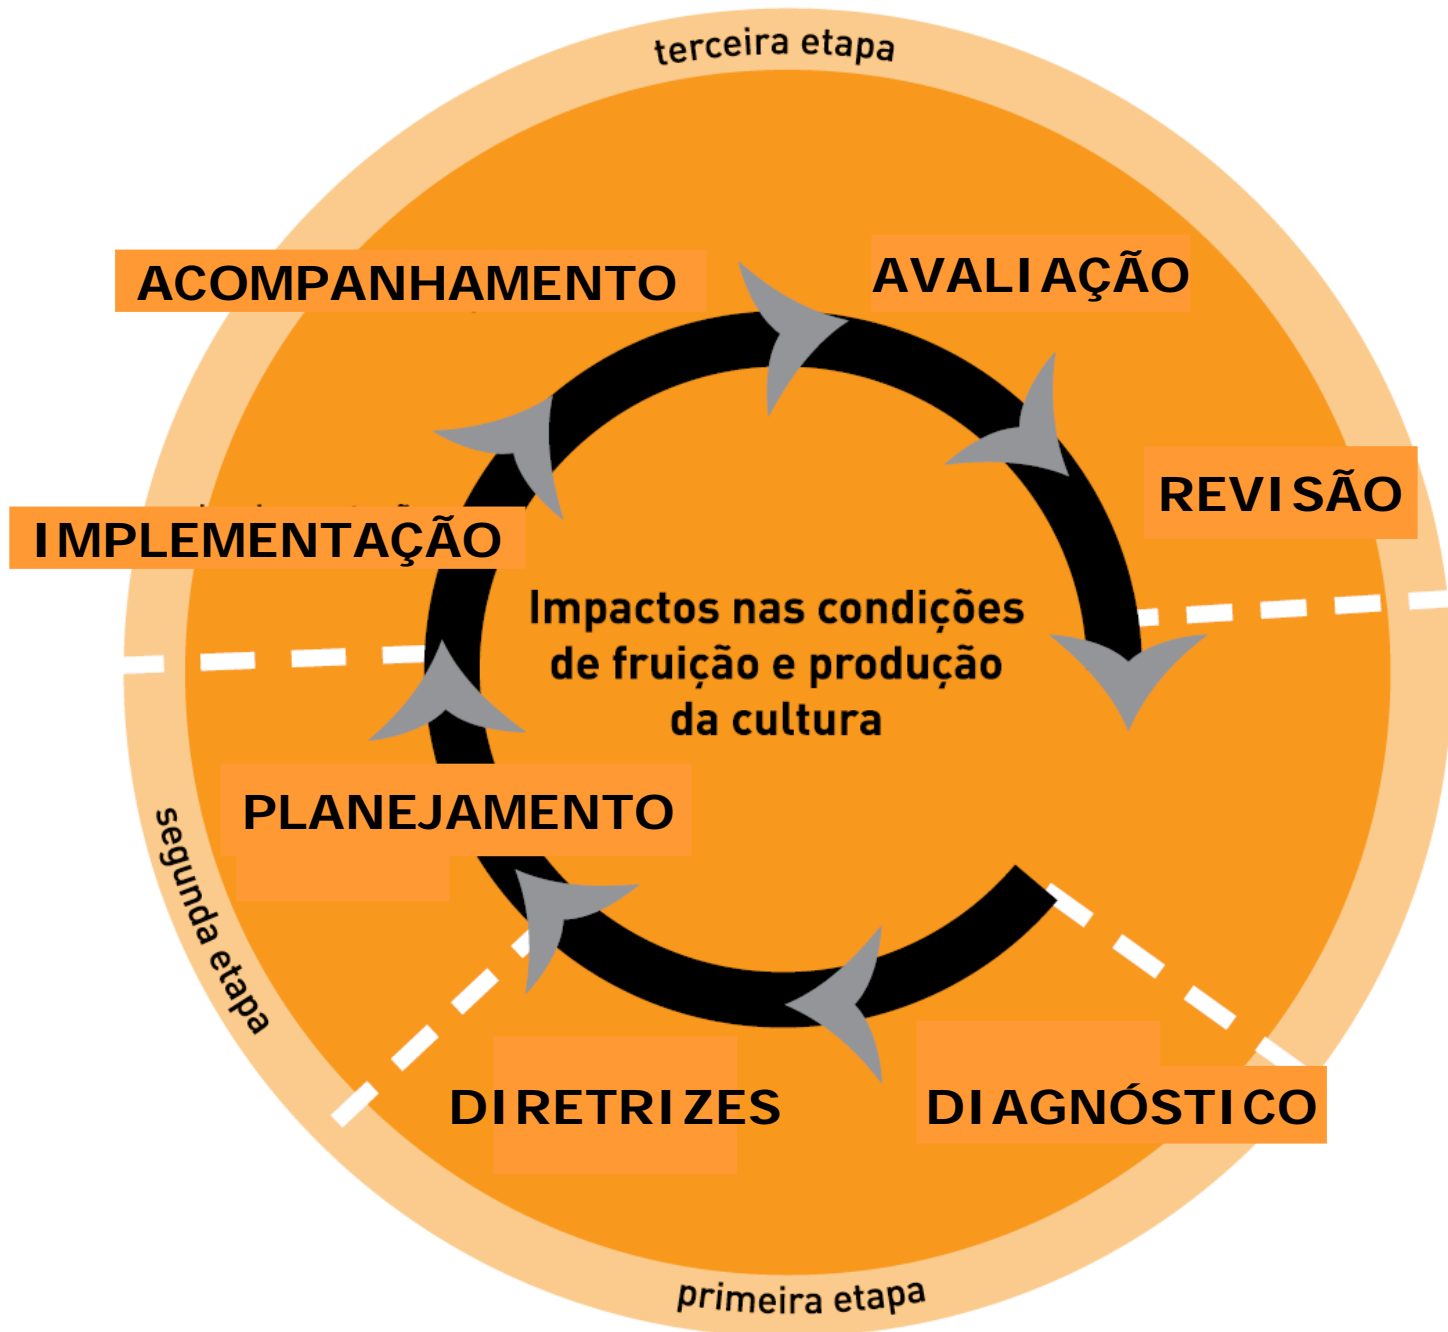 terceira etapa
ACOMPANHAMENTO
AVALIAÇÃO
REVISÃO
IMPLEMENTAÇÃO
Impactos nas condições
de fruição e produção
da cultura
PLANEJAMENTO
segunda etapa
DIRETRIZES
DIAGNÓSTICO
primeira etapa